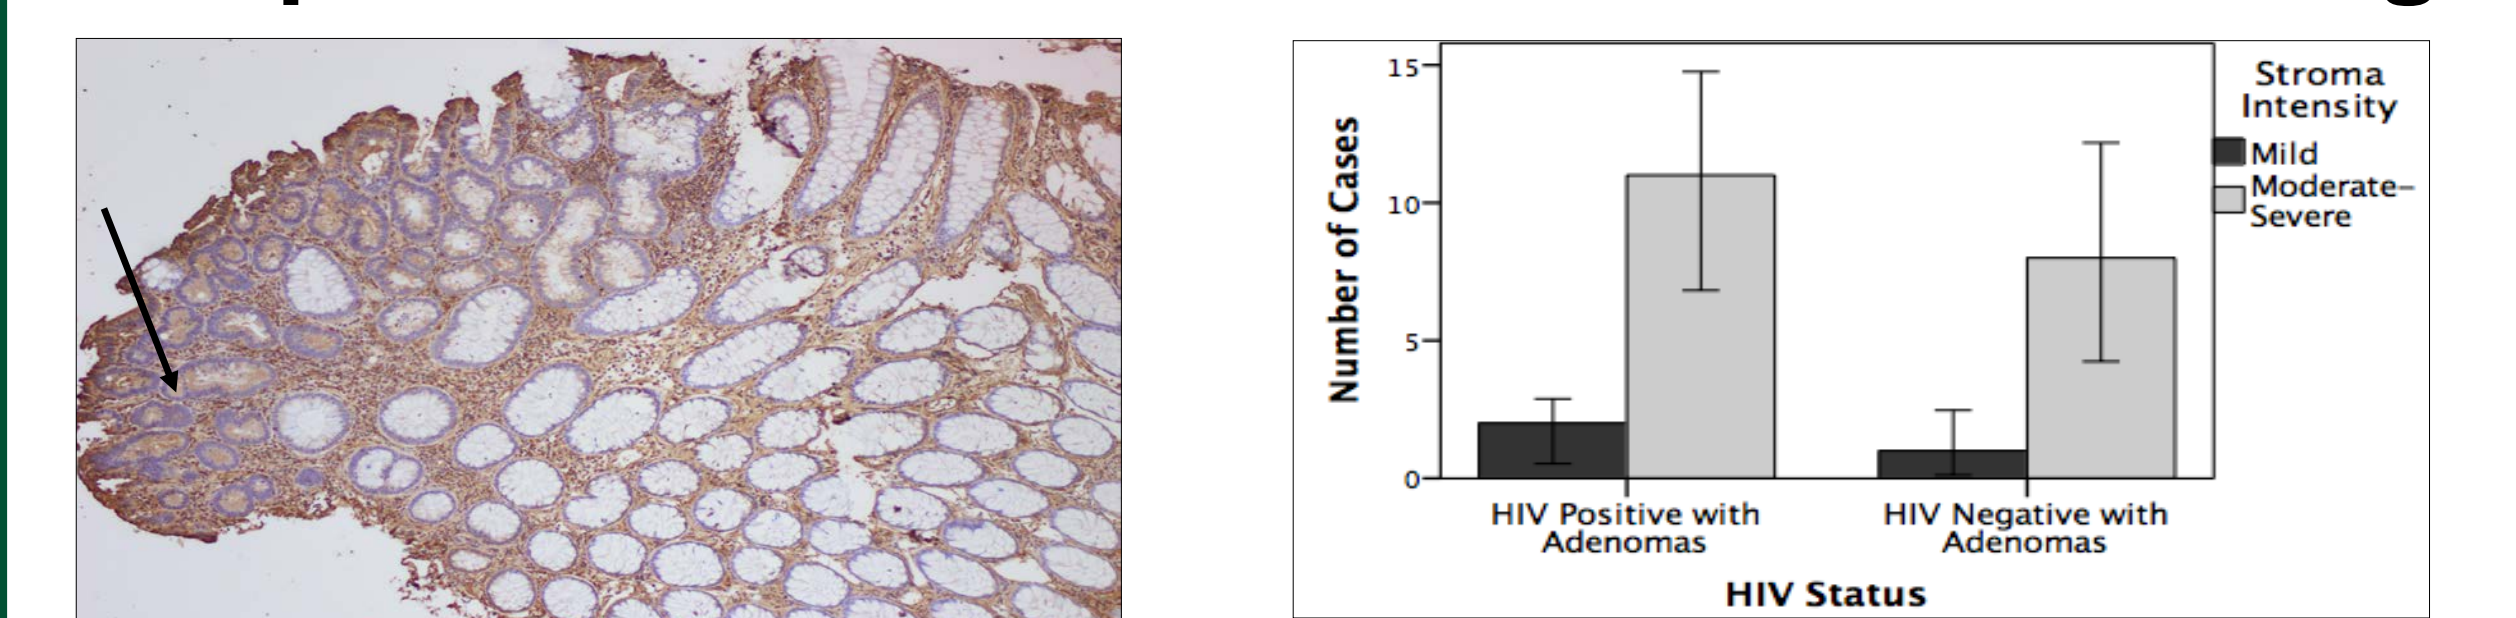 15
10
5
0
Number of Cases
Stroma
Intensity
Mild
Moderate-
Severe
HIV Positive with
Adenomas
HIV Negative with
Adenomas
HIV Status